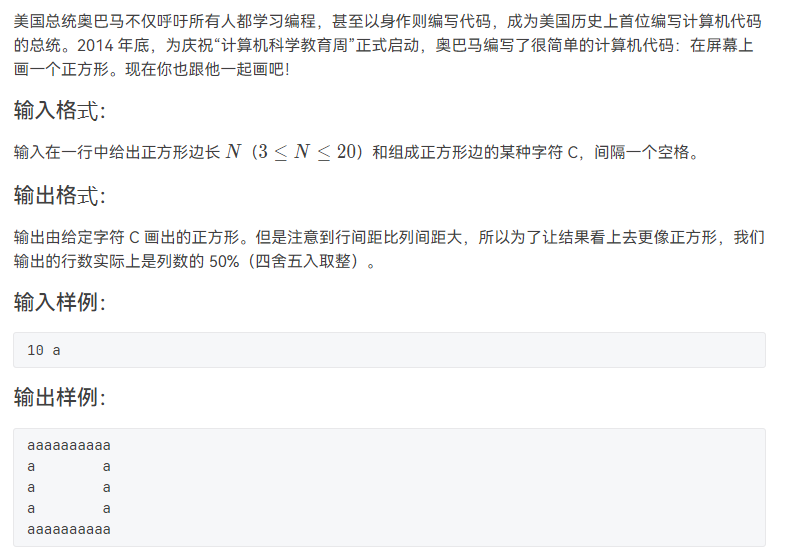 美国总统奥巴马不仅呼吁所有人都学习编程，甚至以身作则编写代码，成为美国历史上首位编写计算机代码
的总统。2014 年底，为庆祝“计算机科学教育周”正式启动，奥巴马编写了很简单的计算机代码：在屏幕上
画一个正方形。现在你也跟他一起画吧！
输入格式：
输入在一行中给出正方形边长 N（3 ≤ N ≤ 20）和组成正方形边的某种字符 C，间隔一个空格。
输出格式：
输出由给定字符 C 画出的正方形。但是注意到行间距比列间距大，所以为了让结果看上去更像正方形，我们
输出的行数实际上是列数的 50%（四舍五入取整）。
输入样例：
10 a
输出样例：
aaaaaaaaaa
a        a
a        a
a        a
aaaaaaaaaa